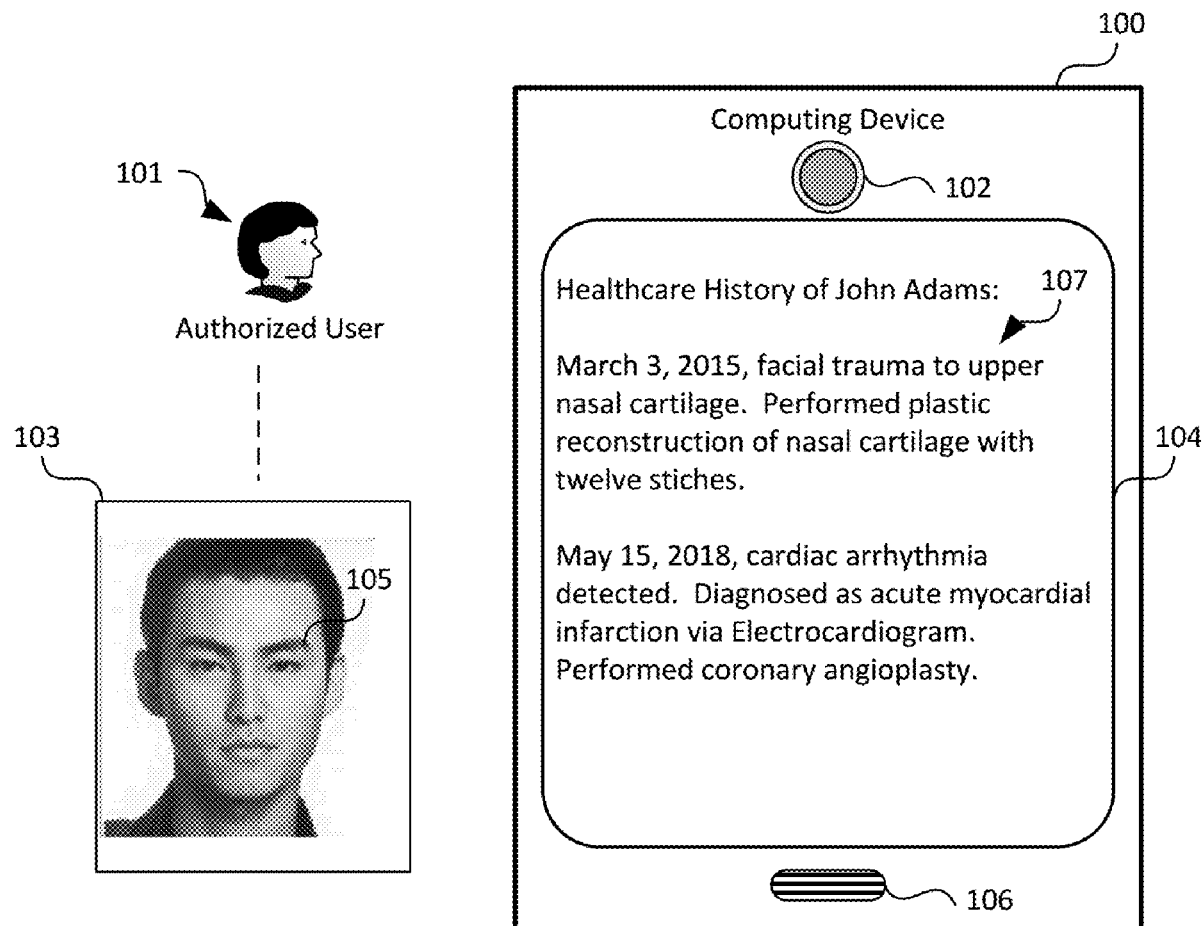 100
Computing Device
101
102
Healthcare History of John Adams:
107
Authorized User
March 3, 2015, facial trauma to upper
nasal cartilage. Performed plastic
reconstruction of nasal cartilage with
twelve stiches.
103
104
May 15, 2018, cardiac arrhythmia
detected. Diagnosed as acute myocardial
infarction via Electrocardiogram.
Performed coronary angioplasty.
105
106